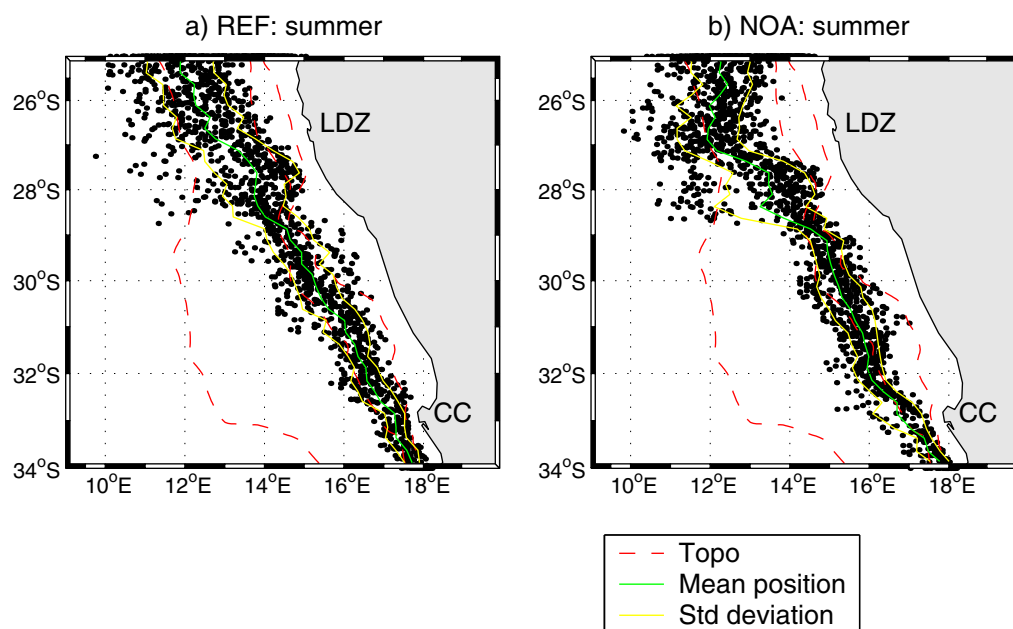 a) REF: summer
b) NOA: summer
26°S
28°S
30°S
32°S
34°S
10°E
12°E
14°E
16°E
18°E
LDZ
CC
26°S
28°S
30°S
32°S
34°S
10°E
12°E
14°E
16°E
18°E
LDZ
CC
Topo
Mean position
Std deviation